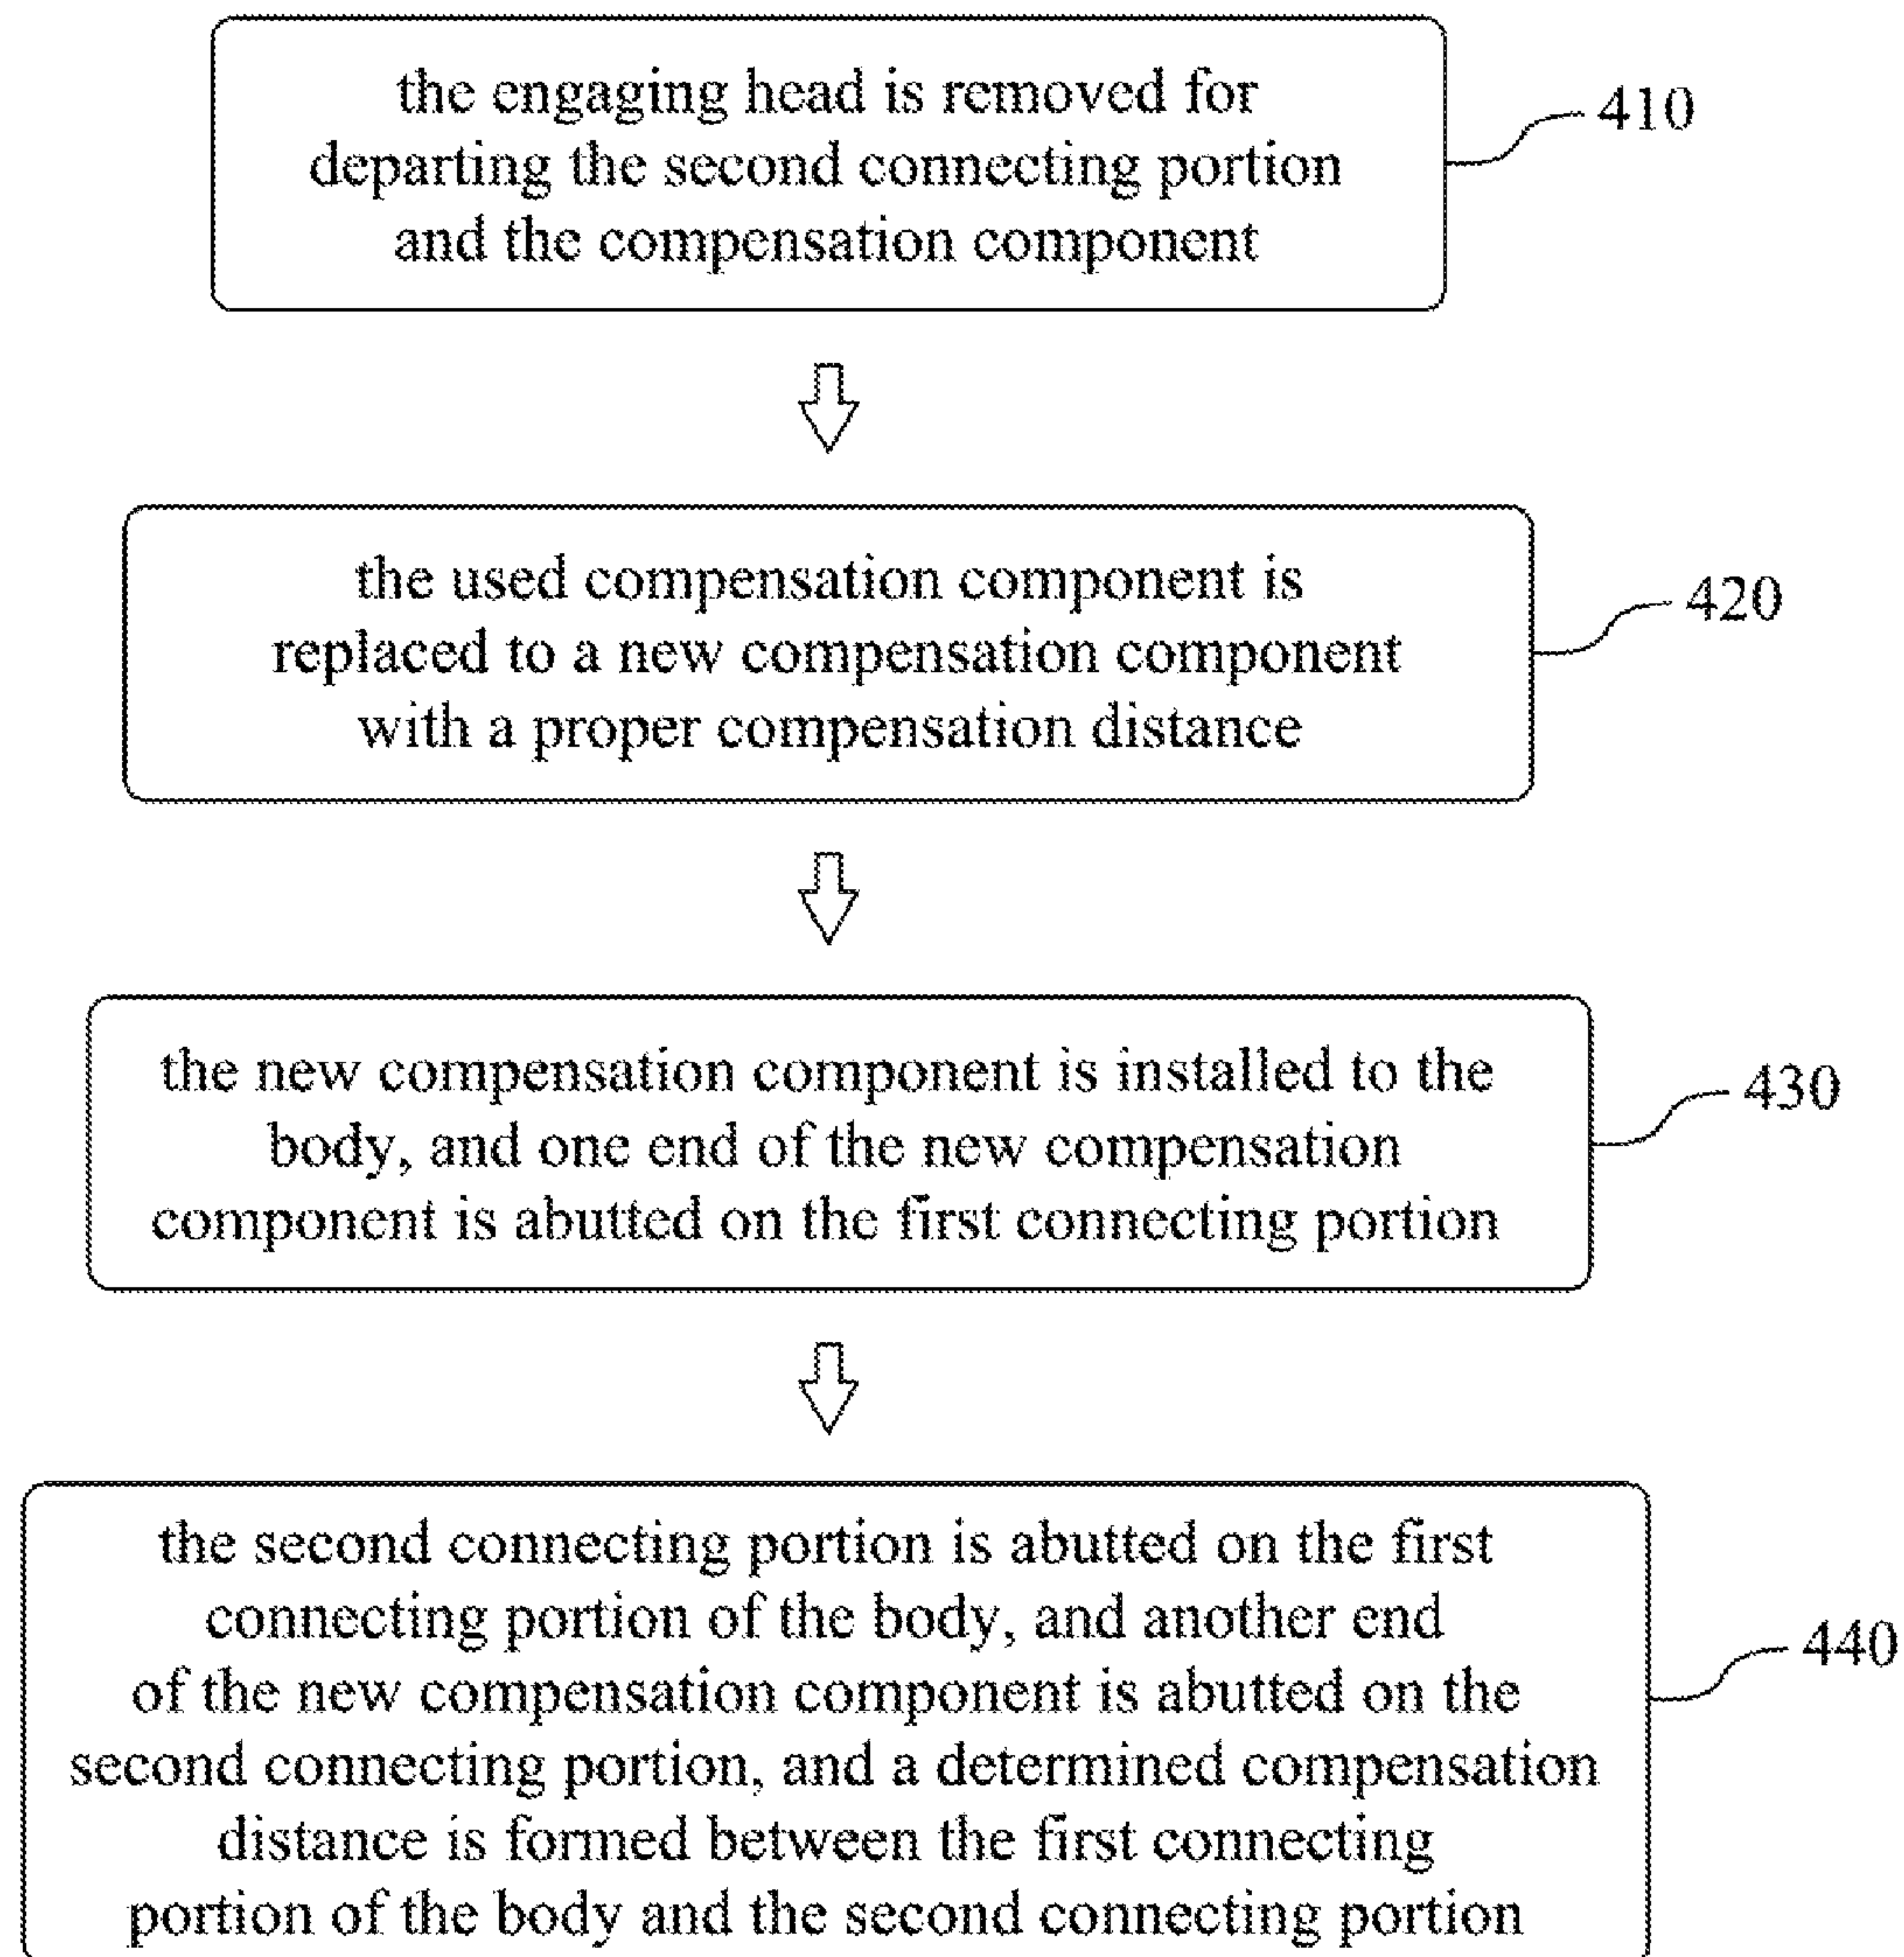 the engaging head is removed for
departing the second connecting portion
and the compensation component
410
the used compensation component is
replaced to a new compensation component
with a proper compensation distance
420
the new compensation component is installed to the
body, and one end of the new compensation
component is abutted on the first connecting portion
430
the second connecting portion is abutted on the first
connecting portion of the body, and another end
of the new compensation component is abutted on the
second connecting portion, and a determined compensation
distance is formed between the first connecting
portion of the body and the second connecting portion
440